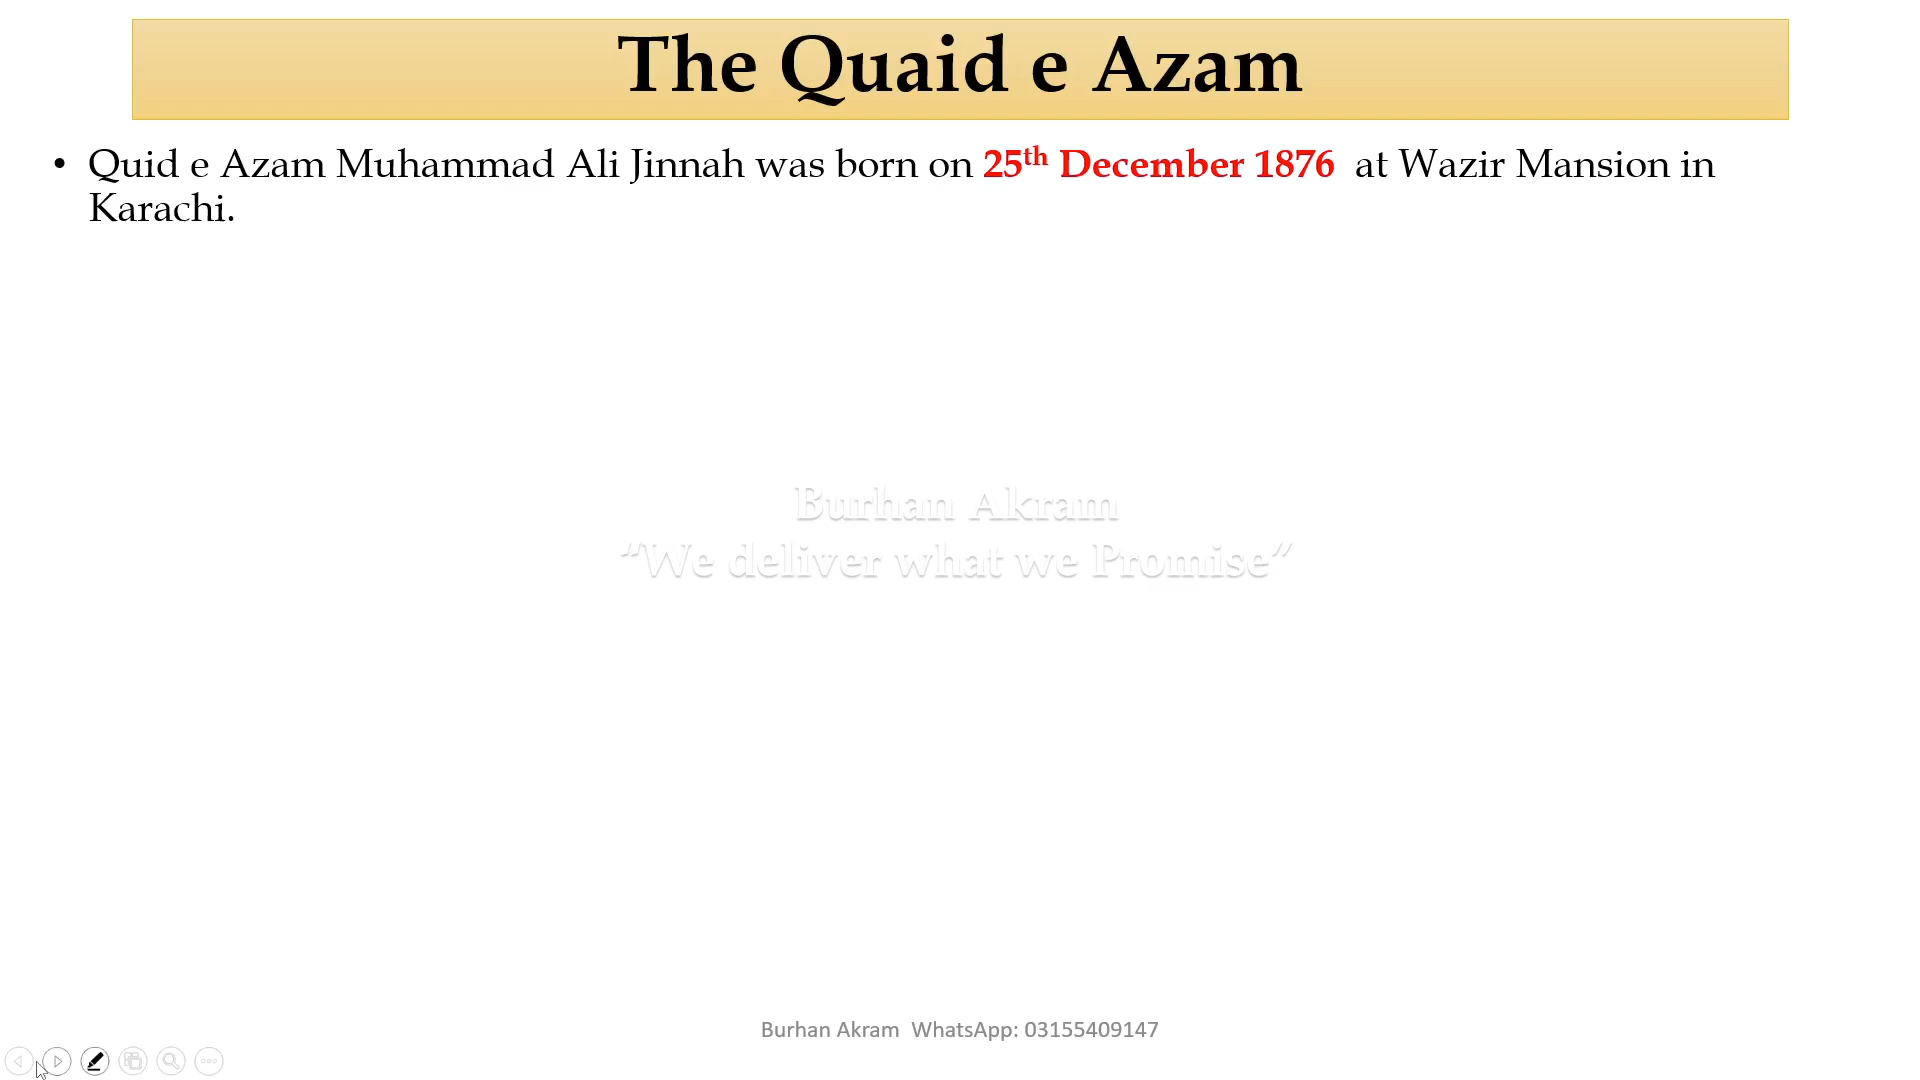 The Quaid e Azam
• Quid e Azam Muhammad Ali Jinnah was born on 25th December 1876 at Wazir Mansion in
Karachi.
Burhan Akram
“We deliver what we Promise”
Burhan Akram WhatsApp: 03155409147